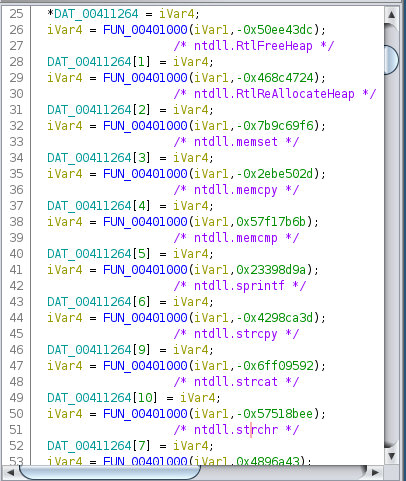 25 *DAT_00411264 = iVar4;
26 iVar4 = FUN_00401000(iVar1,-0x50ee43dc);
27 /* ntdll.RtlFreeHeap */
28 DAT_00411264[1] = iVar4;
29 iVar4 = FUN_00401000(iVar1,-0x468c4724);
30 /* ntdll.RtlReAllocateHeap */
31 DAT_00411264[2] = iVar4;
32 iVar4 = FUN_00401000(iVar1,-0x7b9c69f6);
33 /* ntdll.memset */
34 DAT_00411264[3] = iVar4;
35 iVar4 = FUN_00401000(iVar1,-0x2ebe502d);
36 /* ntdll.memcpy */
37 DAT_00411264[4] = iVar4;
38 iVar4 = FUN_00401000(iVar1,0x57f17b6b);
39 /* ntdll.memcmp */
40 DAT_00411264[5] = iVar4;
41 iVar4 = FUN_00401000(iVar1,0x23398d9a);
42 /* ntdll.sprintf */
43 DAT_00411264[6] = iVar4;
44 iVar4 = FUN_00401000(iVar1,-0x4298ca3d);
45 /* ntdll.strcpy */
46 DAT_00411264[9] = iVar4;
47 iVar4 = FUN_00401000(iVar1,-0x6ff09592);
48 /* ntdll.strcat */
49 DAT_00411264[10] = iVar4;
50 iVar4 = FUN_00401000(iVar1,-0x57518bee);
51 /* ntdll.strchr */
52 DAT_00411264[7] = iVar4;
53 iVar4 = FUN_00401000(iVar1,0x4896a43);